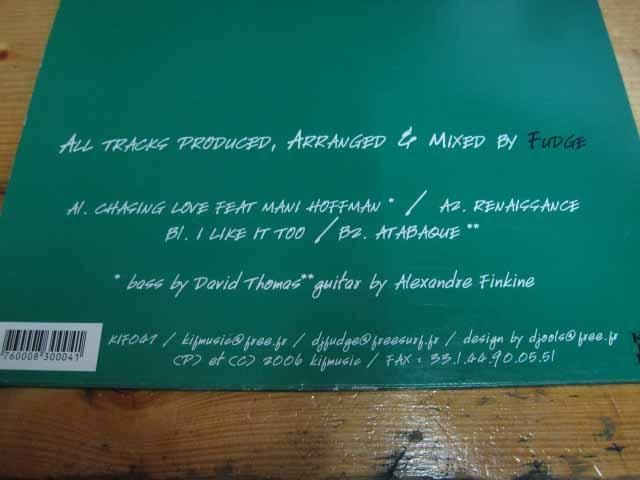 ALL TRACKS PRODUCED, ARRANGED & MIXED BY FUDGE
A1. CHASING LOVE FEAT MANI HOFFMAN * / A2. RENAISSANCE
B1. I LIKE IT TOO / B2. ATABAQUE **
* bass by David Thomas **guitar by Alexandre Finkine
KIF041 / kifmusic@free.fr / djfudge@freesurf.fr / design by djools@free.fr
(P) et (C) 2006 kifmusic / FAX : 33.1.44.90.05.51
760008 300041